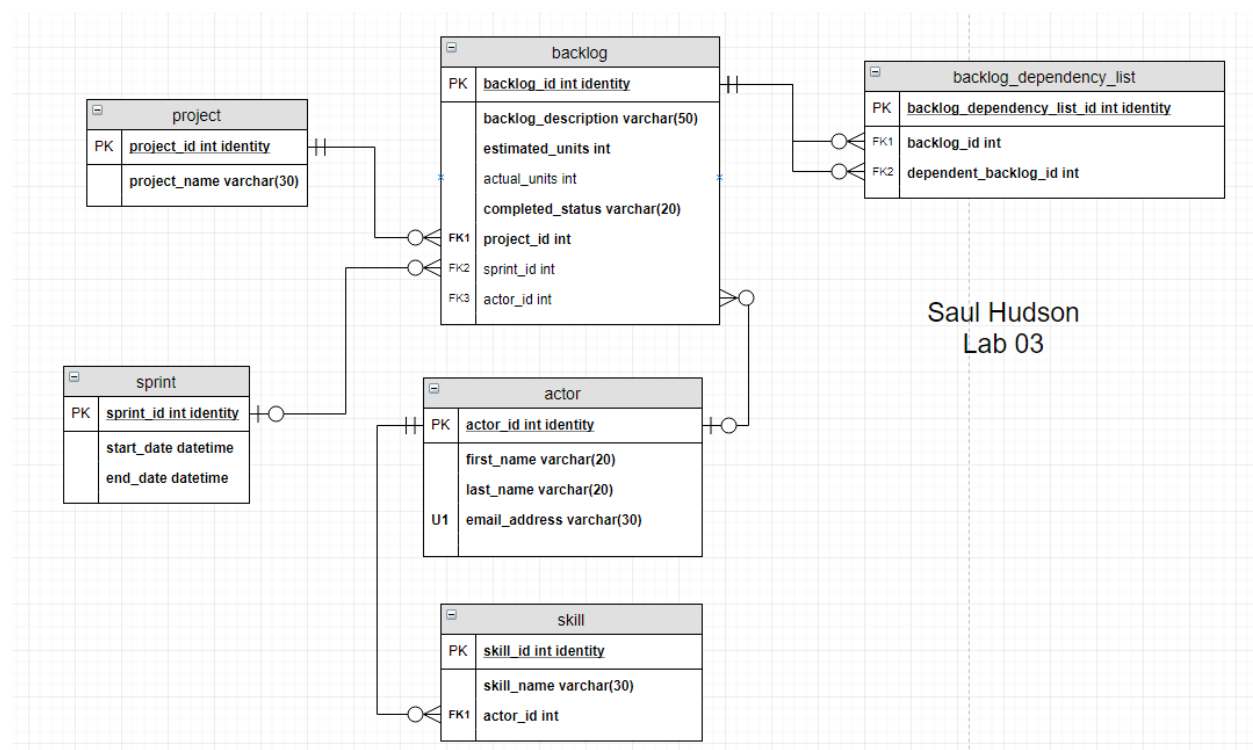 project
PK project_id int identity
project_name varchar(30)
backlog
PK backlog_id int identity
backlog_description varchar(50)
estimated_units int
actual_units int
completed_status varchar(20)
FK1 project_id int
FK2 sprint_id int
FK3 actor_id int
backlog_dependency_list
PK backlog_dependency_list_id int identity
FK1 backlog_id int
FK2 dependent_backlog_id int
Saul Hudson
Lab 03
sprint
PK sprint_id int identity
start_date datetime
end_date datetime
actor
PK actor_id int identity
first_name varchar(20)
last_name varchar(20)
U1 email_address varchar(30)
skill
PK skill_id int identity
skill_name varchar(30)
FK1 actor_id int